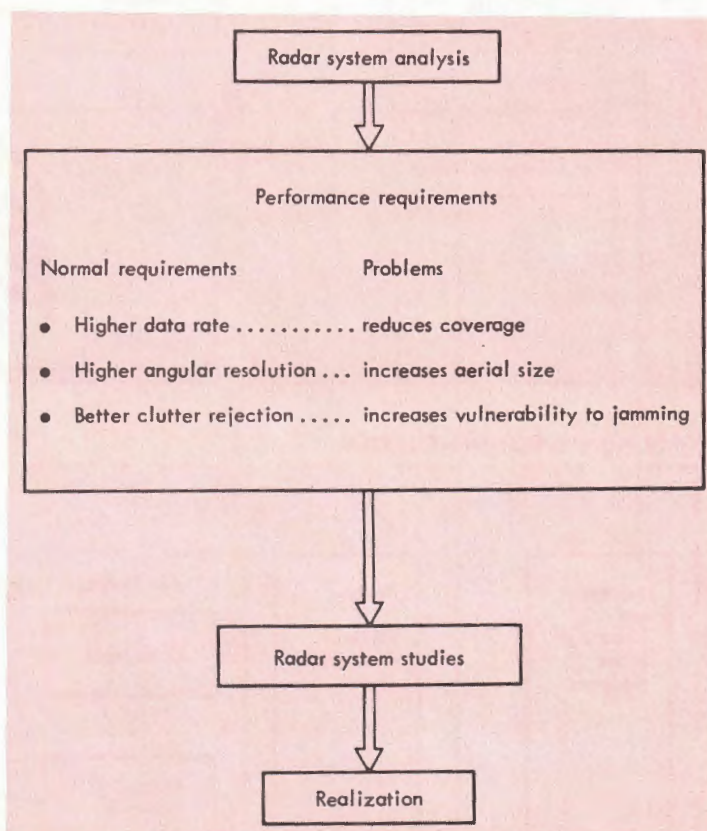 Radar system analysis
Performance requirements
Normal requirements Problems
• Higher data rate ........... reduces coverage
• Higher angular resolution ... increases aerial size
• Better clutter rejection ..... increases vulnerability to jamming
Radar system studies
Realization